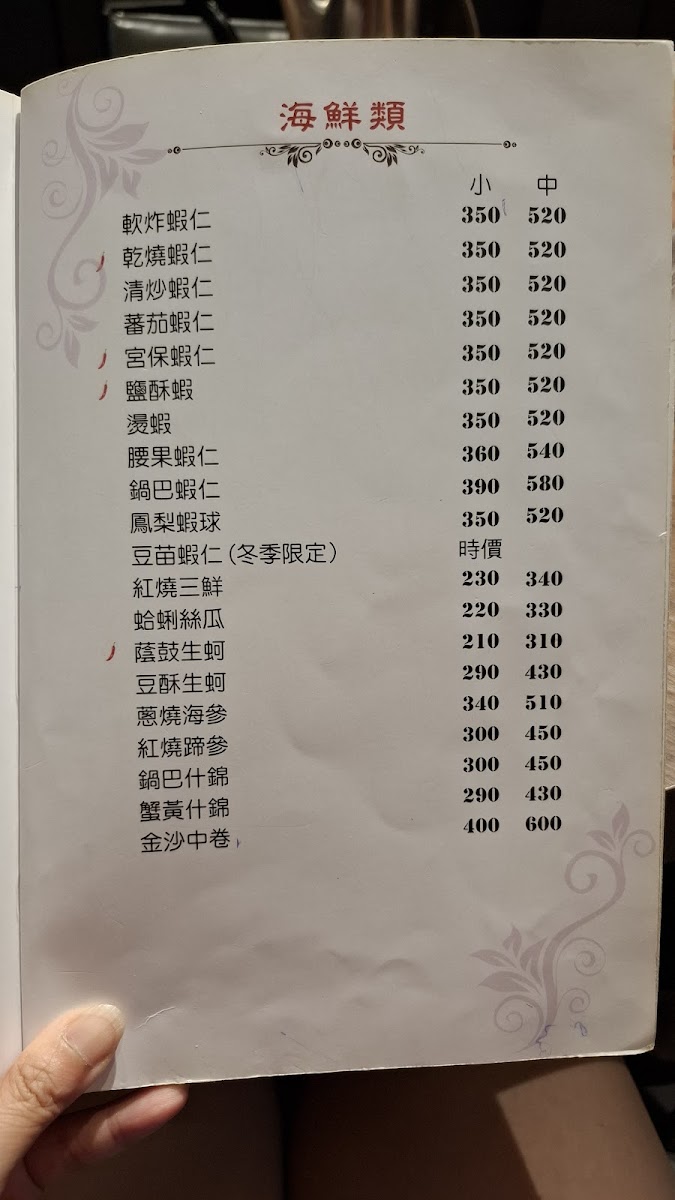 海鮮類
小 中
軟炸蝦仁 350 520
乾燒蝦仁 350 520
清炒蝦仁 350 520
蕃茄蝦仁 350 520
宮保蝦仁 350 520
鹽酥蝦 350 520
燙蝦 350 520
腰果蝦仁 360 540
鍋巴蝦仁 390 580
鳳梨蝦球 350 520
豆苗蝦仁(冬季限定) 時價
紅燒三鮮 230 340
蛤蜊絲瓜 220 330
蔭鼓生蚵 210 310
豆酥生蚵 290 430
蔥燒海參 340 510
紅燒蹄參 300 450
鍋巴什錦 300 450
蟹黃什錦 290 430
金沙中卷 400 600